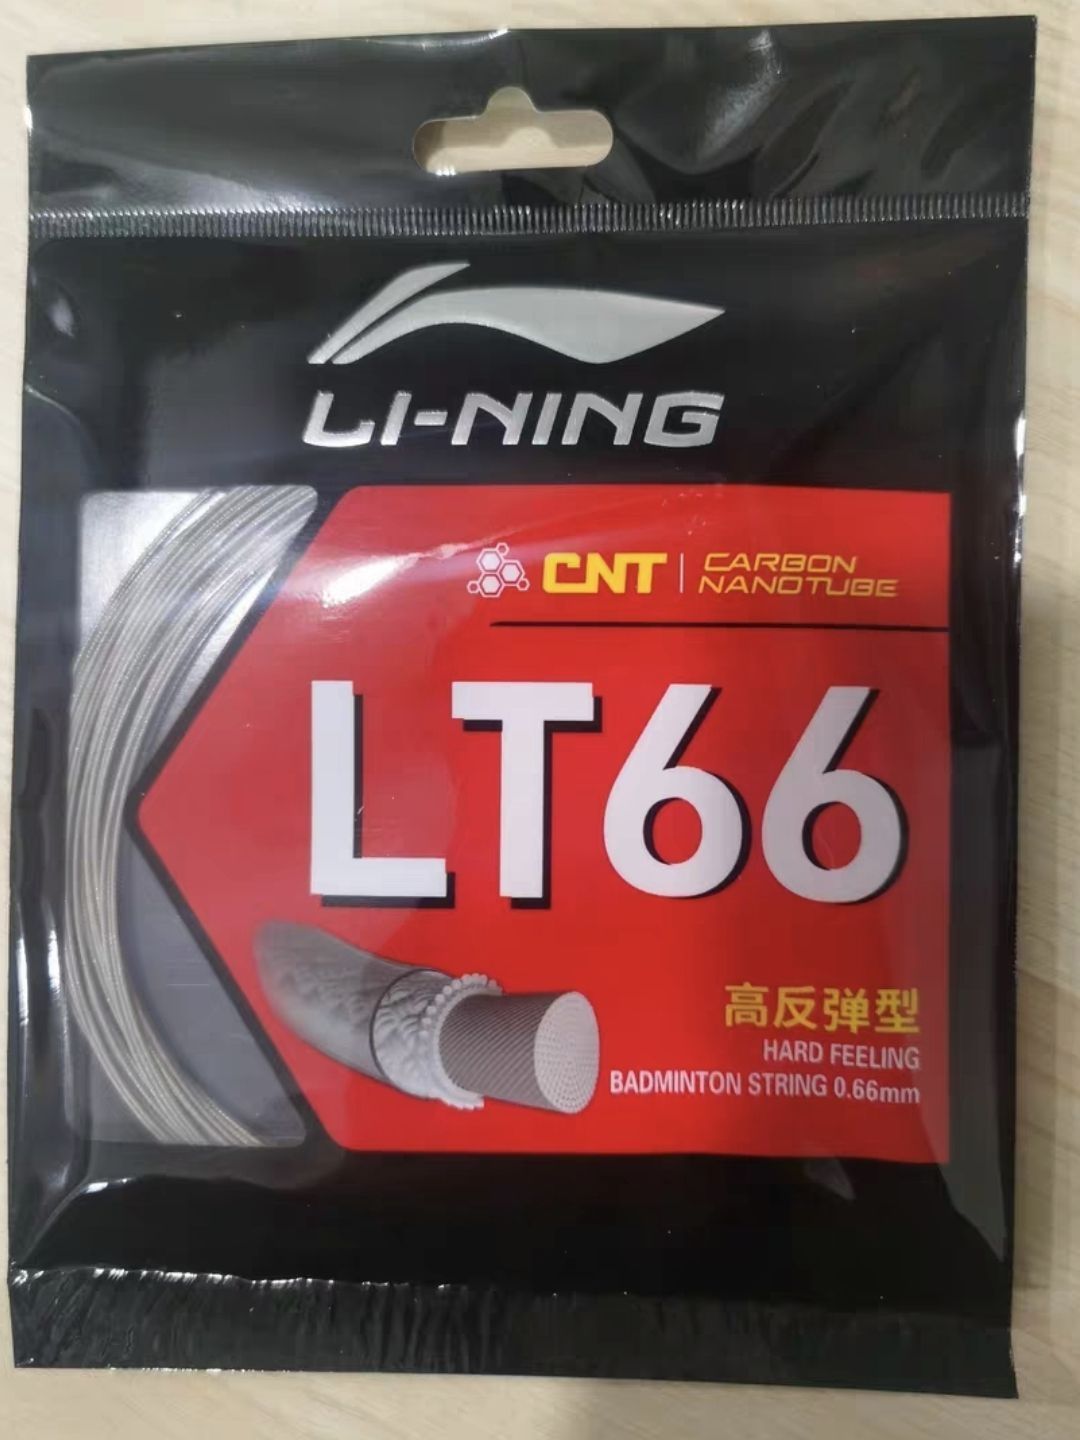 LI-NING
CNT | CARBON NANOTUBE
LT66
高反弹型
HARD FEELING
BADMINTON STRING 0.66mm